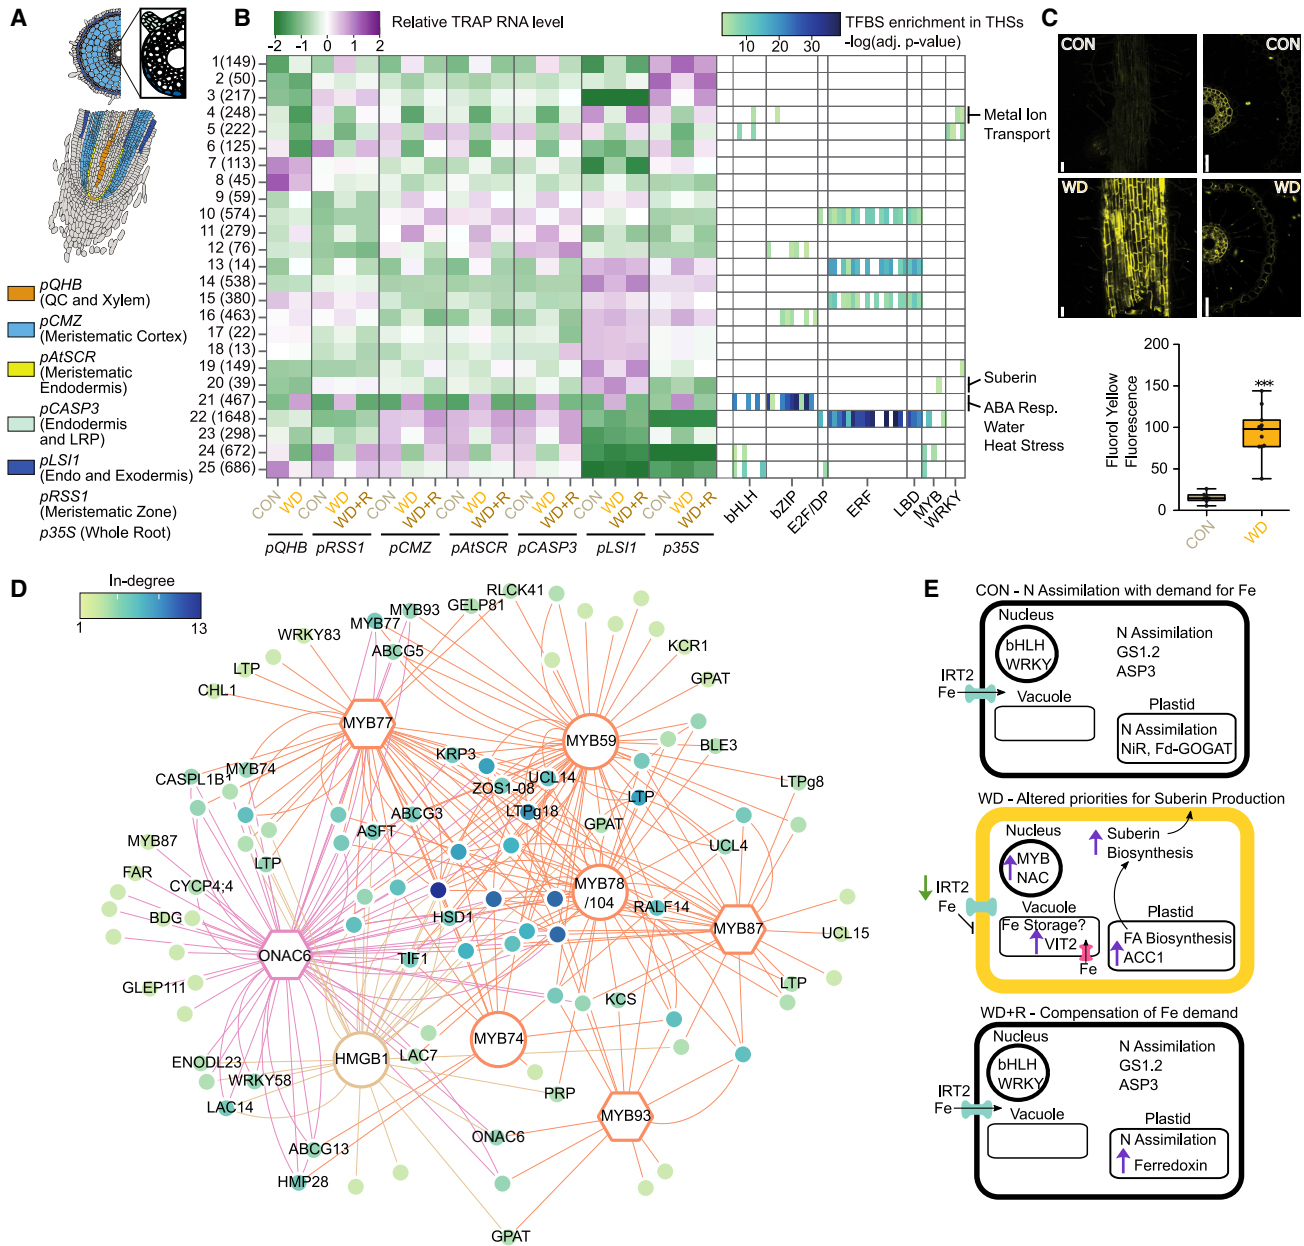 A
pQHB
(QC and Xylem)
pCMZ
(Meristematic Cortex)
pAtSCR
(Meristematic
Endodermis)
pCASP3
(Endodermis
and LRP)
pLSI1
(Endo and Exodermis)
pRSS1
(Meristematic Zone)
p35S (Whole Root)
B
Relative TRAP RNA level
-2 -1 0 1 2
TFBS enrichment in THSs
10 20 30
-log(adj. p-value)
1(149)
2 (50)
3 (217)
4 (248)
5 (222)
6 (125)
7 (113)
8 (45)
9 (59)
10 (574)
11 (279)
12 (76)
13 (14)
14 (538)
15 (380)
16 (463)
17 (22)
18 (13)
19 (149)
20 (39)
21 (467)
22 (1648)
23 (298)
24 (672)
25 (686)
Metal Ion
Transport
Suberin
ABA Resp.
Water
Heat Stress
CON WD CON WD WD+R CON WD WD+R CON WD WD+R CON WD WD+R CON WD WD+R CON WD WD+R
pQHB pRSS1 pCMZ pAtSCR pCASP3 pLSI1 p35S
bHLH bZIP E2F/DP ERF LBD MYB WRKY
C
CON CON
WD WD
200
150
100
50
0
Fluorol Yellow
Fluorescence
***
CON WD
D
In-degree
1 13
RLCK41
GELP81
MYB93
MYB77
WRKY83
ABCG5
KCR1
LTP
GPAT
CHL1
MYB77
MYB59
BLE3
KRP3
CASPL1B1
MYB74
ZOS1-08
UCL14
LTPg8
LTP
ABCG3
LTPg18
ASFT
GPAT
MYB87
UCL4
LTP
FAR
CYCP4;4
MYB78
/104
BDG
HSD1
RALF14
MYB87
UCL15
ONAC6
TIF1
GLEP111
LTP
KCS
MYB74
HMGB1
LAC7
ENODL23
WRKY58
PRP
LAC14
MYB93
ONAC6
ABCG13
HMP28
GPAT
E
CON - N Assimilation with demand for Fe
Nucleus
bHLH
WRKY
N Assimilation
GS1.2
ASP3
IRT2
Fe
Vacuole
Plastid
N Assimilation
NiR, Fd-GOGAT
WD - Altered priorities for Suberin Production
Nucleus
MYB
NAC
Suberin
Biosynthesis
IRT2
Fe
Vacuole
Fe Storage?
VIT2
Fe
Plastid
FA Biosynthesis
ACC1
WD+R - Compensation of Fe demand
Nucleus
bHLH
WRKY
N Assimilation
GS1.2
ASP3
IRT2
Fe
Vacuole
Plastid
N Assimilation
Ferredoxin